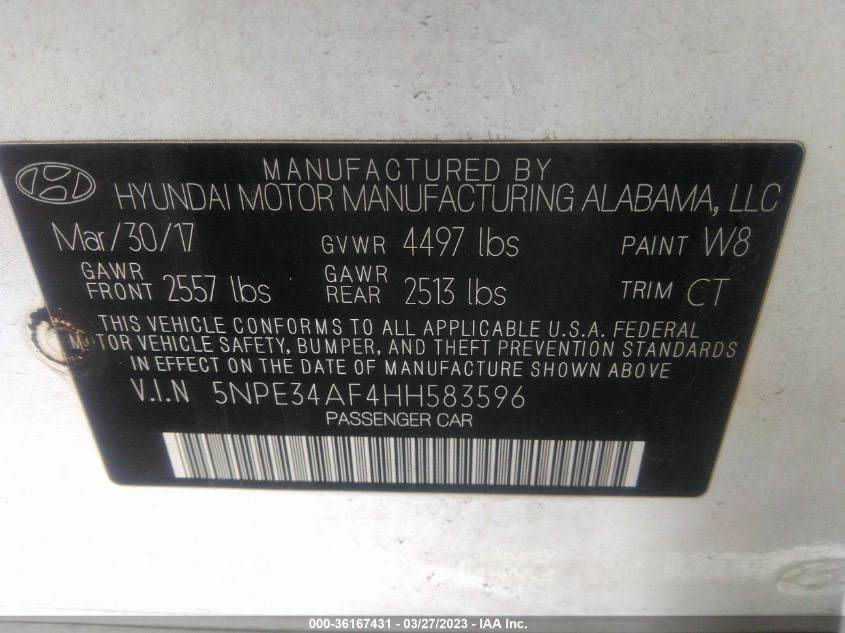 MANUFACTURED BY
HYUNDAI MOTOR MANUFACTURING ALABAMA, LLC
Mar/30/17 GVWR 4497 lbs PAINT W8
GAWR FRONT 2557 lbs GAWR REAR 2513 lbs TRIM CT
THIS VEHICLE CONFORMS TO ALL APPLICABLE U.S.A. FEDERAL
MOTOR VEHICLE SAFETY, BUMPER, AND THEFT PREVENTION STANDARDS
IN EFFECT ON THE DATE OF MANUFACTURE SHOWN ABOVE
V.I.N 5NPE34AF4HH583596
PASSENGER CAR
000-36167431 - 03/27/2023 - IAA Inc.